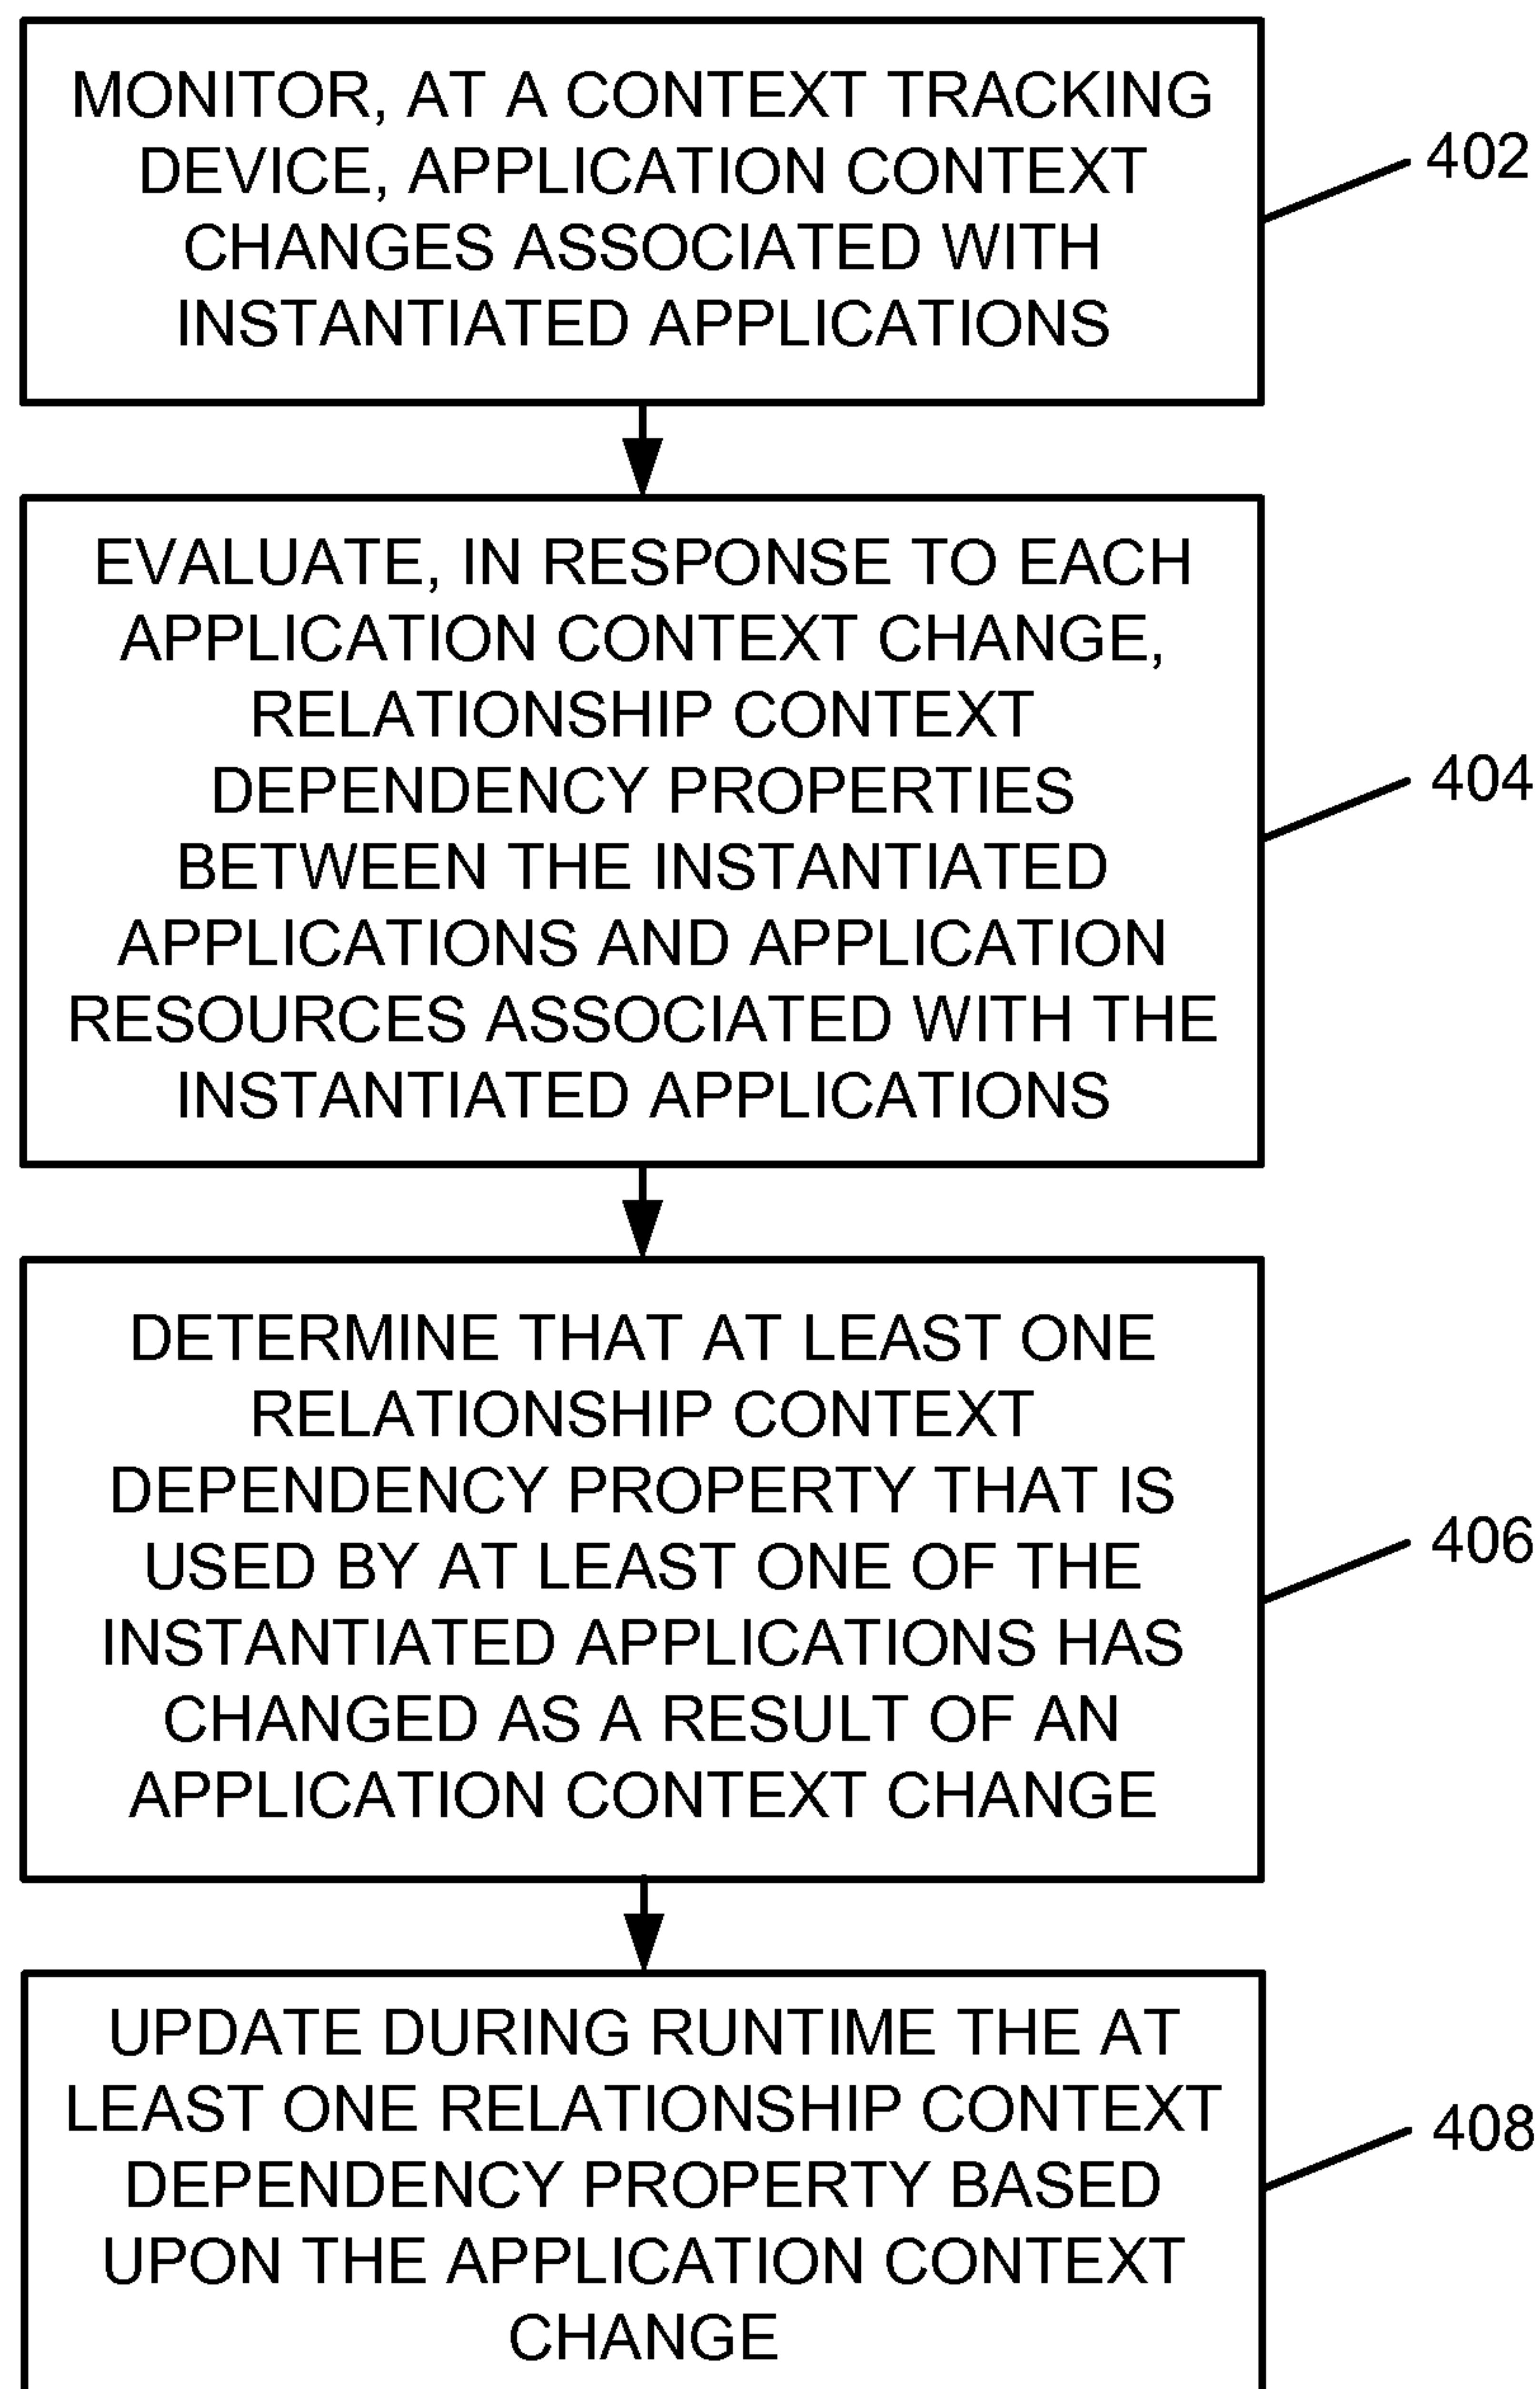 MONITOR, AT A CONTEXT TRACKING
DEVICE, APPLICATION CONTEXT
CHANGES ASSOCIATED WITH
INSTANTIATED APPLICATIONS
402
EVALUATE, IN RESPONSE TO EACH
APPLICATION CONTEXT CHANGE,
RELATIONSHIP CONTEXT
DEPENDENCY PROPERTIES
BETWEEN THE INSTANTIATED
APPLICATIONS AND APPLICATION
RESOURCES ASSOCIATED WITH THE
INSTANTIATED APPLICATIONS
404
DETERMINE THAT AT LEAST ONE
RELATIONSHIP CONTEXT
DEPENDENCY PROPERTY THAT IS
USED BY AT LEAST ONE OF THE
INSTANTIATED APPLICATIONS HAS
CHANGED AS A RESULT OF AN
APPLICATION CONTEXT CHANGE
406
UPDATE DURING RUNTIME THE AT
LEAST ONE RELATIONSHIP CONTEXT
DEPENDENCY PROPERTY BASED
UPON THE APPLICATION CONTEXT
CHANGE
408